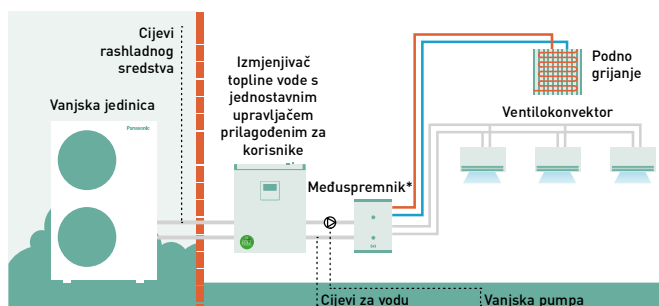 Cijevi
rashladnog
sredstva
Vanjska jedinica
Panasonic
Izmjenjivač
topline vode s
jednostavnim
upravljačem
prilagođenim za
korisnike
Međuspremnik*
Podno
grijanje
Ventilokonvektor
Cijevi za vodu
Vanjska pumpa